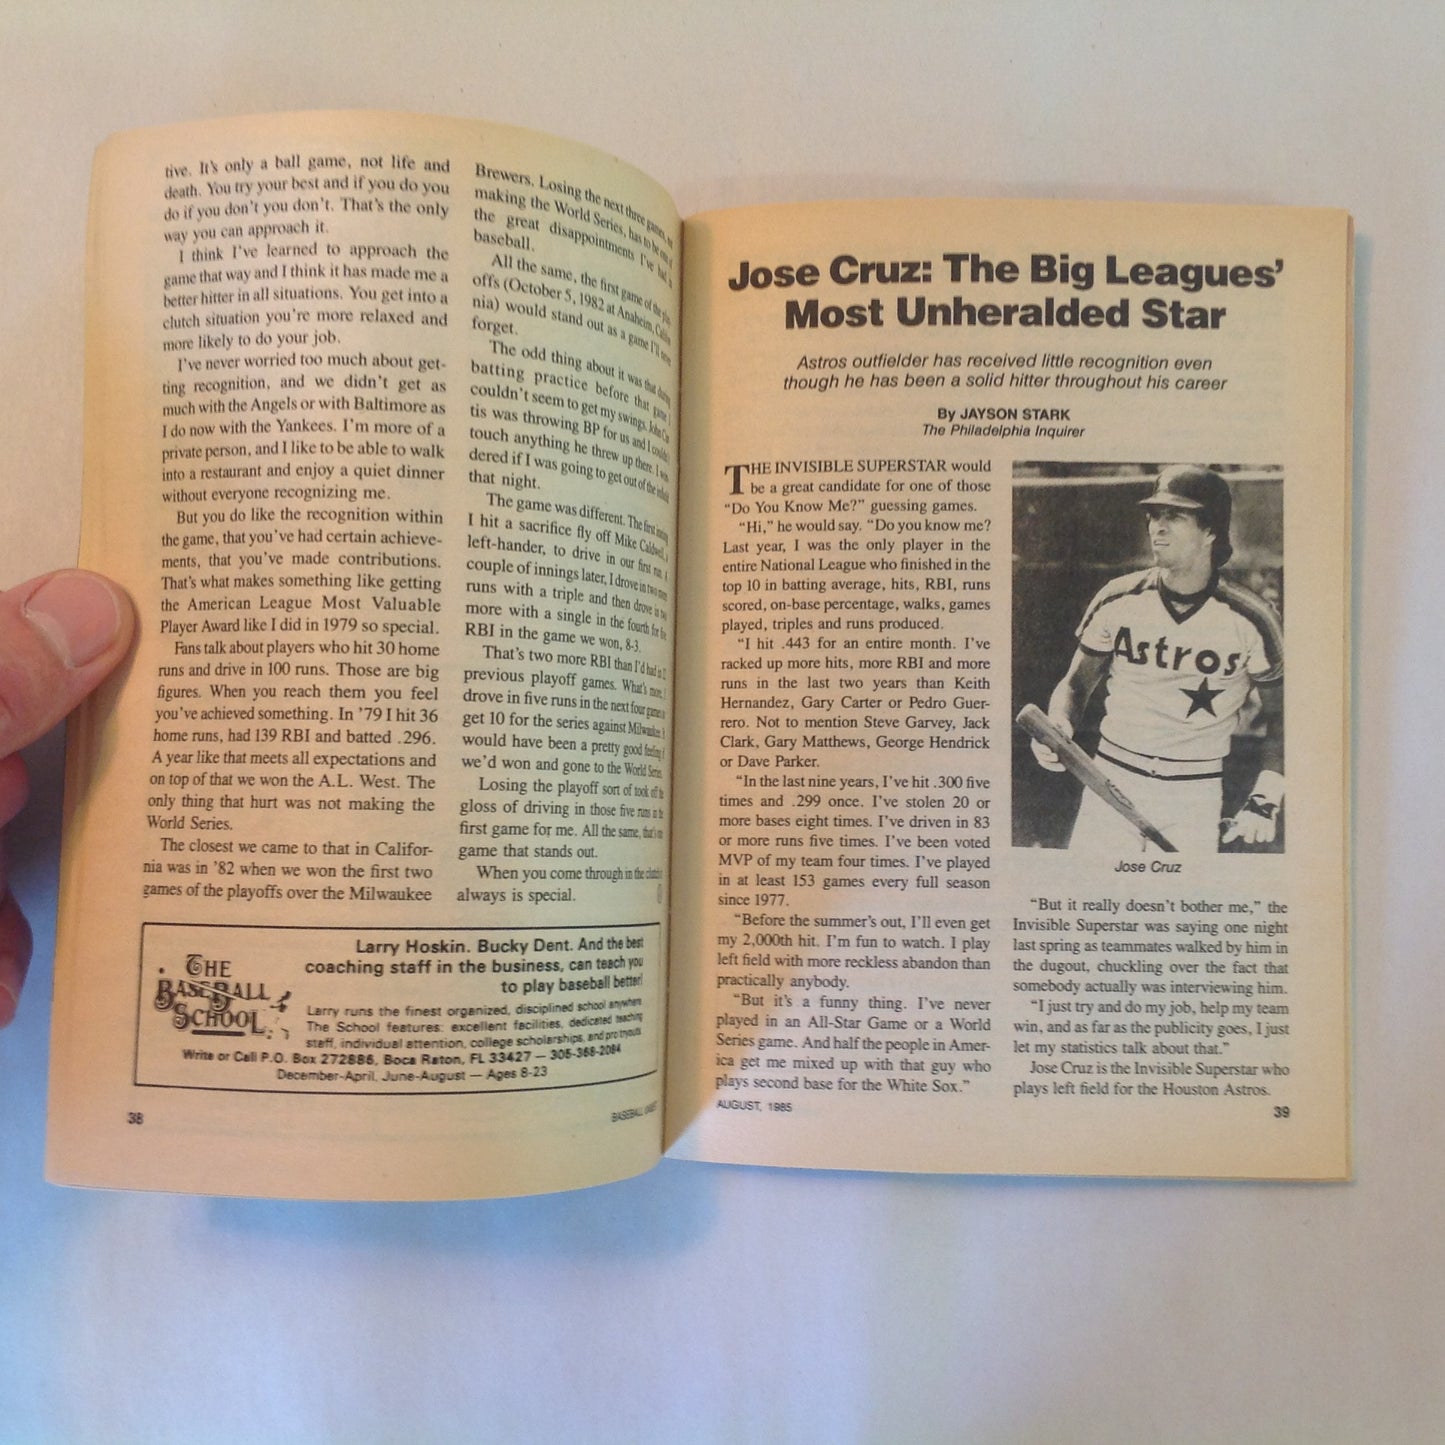 tive. It's only a ball game, not life and
death. You try your best and if you do you
do if you don't you don't. That's the only
way you can approach it.
I think I've learned to approach the
game that way and I think it has made me a
better hitter in all situations. You get into a
clutch situation you're more relaxed and
more likely to do your job.
I've never worried too much about get-
ting recognition, and we didn't get as
much with the Angels or with Baltimore as
I do now with the Yankees. I'm more of a
private person, and I like to be able to walk
into a restaurant and enjoy a quiet dinner
without everyone recognizing me.
But you do like the recognition within
the game, that you've had certain achieve-
ments, that you've made contributions.
That's what makes something like getting
the American League Most Valuable
Player Award like I did in 1979 so special.
Fans talk about players who hit 30 home
runs and drive in 100 runs. Those are big
figures. When you reach them you feel
you've achieved something. In '79 I hit 36
home runs, had 139 RBI and batted .296.
A year like that meets all expectations and
on top of that we won the A.L. West. The
only thing that hurt was not making the
World Series.
The closest we came to that in Califor-
nia was in '82 when we won the first two
games of the playoffs over the Milwaukee
Brewers. Losing the next three games, not
making the World Series, has to be one of
the great disappointments I've had in
baseball.
All the same, the first game of the play-
offs (October 5, 1982 at Anaheim, Califor-
nia) would stand out as a game I'll never
forget.
The odd thing about it was that during
batting practice before that game I
couldn't seem to get my swings. John Cur-
tis was throwing BP for us and I couldn't
touch anything he threw up there. I won-
dered if I was going to get out of the infield
that night.
The game was different. The first inning
I hit a sacrifice fly off Mike Caldwell, a
left-hander, to drive in our first run. A
couple of innings later, I drove in two more
runs with a triple and then drove in two
more with a single in the fourth for five
RBI in the game we won, 8-3.
That's two more RBI than I'd had in 12
previous playoff games. What's more, I
drove in five runs in the next four games to
get 10 for the series against Milwaukee. It
would have been a pretty good feeling if
we'd won and gone to the World Series.
Losing the playoff sort of took off the
gloss of driving in those five runs in the
first game for me. All the same, that's one
game that stands out.
When you come through in the clutch it
always is special.
THE
BASEBALL
SCHOOL
Larry Hoskin. Bucky Dent. And the best
coaching staff in the business, can teach you
to play baseball better!
Larry runs the finest organized, disciplined school anywhere.
The School features: excellent facilities, dedicated teaching
staff, individual attention, college scholarships, and pro tryouts.
Write or Call P.O. Box 272886, Boca Raton, FL 33427 — 305-368-2084
December-April, June-August — Ages 8-23
38
BASEBALL DIGEST
Jose Cruz: The Big Leagues'
Most Unheralded Star
Astros outfielder has received little recognition even
though he has been a solid hitter throughout his career
By JAYSON STARK
The Philadelphia Inquirer
THE INVISIBLE SUPERSTAR would
be a great candidate for one of those
"Do You Know Me?" guessing games.
"Hi," he would say. "Do you know me?
Last year, I was the only player in the
entire National League who finished in the
top 10 in batting average, hits, RBI, runs
scored, on-base percentage, walks, games
played, triples and runs produced.
"I hit .443 for an entire month. I've
racked up more hits, more RBI and more
runs in the last two years than Keith
Hernandez, Gary Carter or Pedro Guer-
rero. Not to mention Steve Garvey, Jack
Clark, Gary Matthews, George Hendrick
or Dave Parker.
"In the last nine years, I've hit .300 five
times and .299 once. I've stolen 20 or
more bases eight times. I've driven in 83
or more runs five times. I've been voted
MVP of my team four times. I've played
in at least 153 games every full season
since 1977.
"Before the summer's out, I'll even get
my 2,000th hit. I'm fun to watch. I play
left field with more reckless abandon than
practically anybody.
"But it's a funny thing. I've never
played in an All-Star Game or a World
Series game. And half the people in Amer-
ica get me mixed up with that guy who
plays second base for the White Sox."
Astros
Jose Cruz
"But it really doesn't bother me," the
Invisible Superstar was saying one night
last spring as teammates walked by him in
the dugout, chuckling over the fact that
somebody actually was interviewing him.
"I just try and do my job, help my team
win, and as far as the publicity goes, I just
let my statistics talk about that."
Jose Cruz is the Invisible Superstar who
plays left field for the Houston Astros.
AUGUST, 1985
39